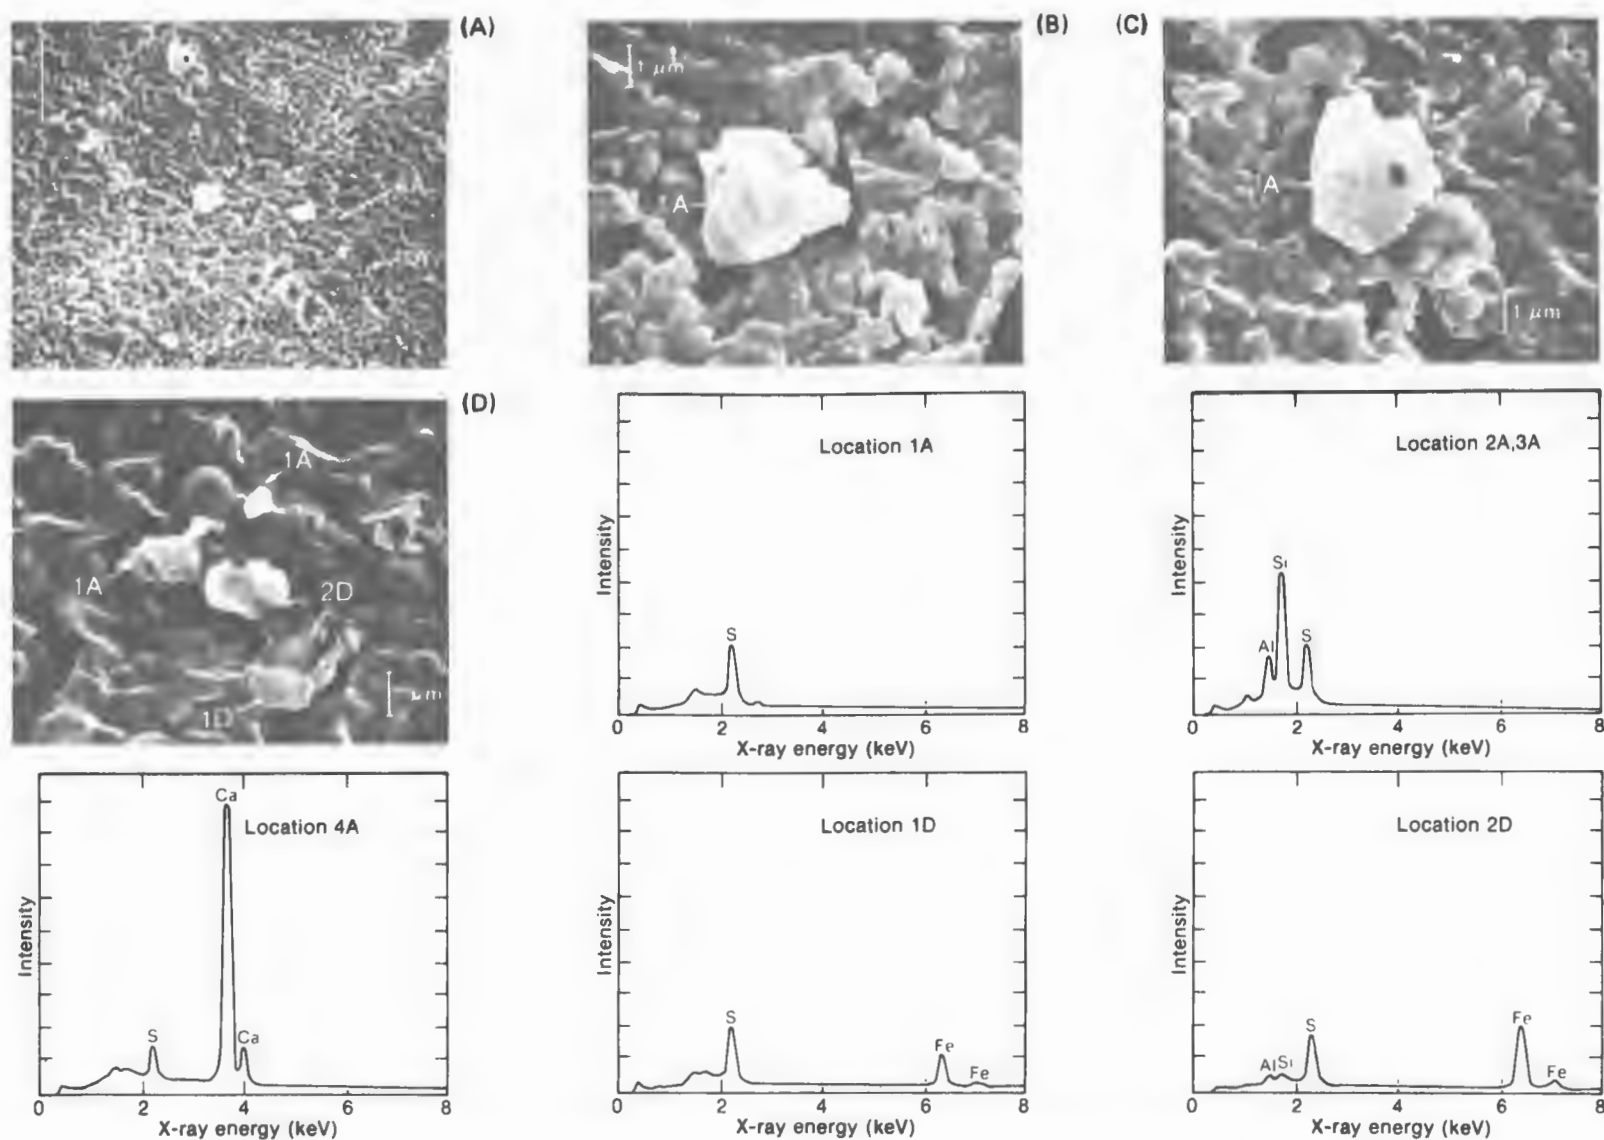 (A)
(B)
1 μm
A
(C)
A
1 μm
(D)
1A
1A
2D
1D
μm
Location 1A
S
Intensity
0 2 4 6 8
X-ray energy (keV)
Location 2A,3A
Al
Si
S
Intensity
0 2 4 6 8
X-ray energy (keV)
Location 4A
S
Ca
Ca
Intensity
0 2 4 6 8
X-ray energy (keV)
Location 1D
S
Fe
Fe
Intensity
0 2 4 6 8
X-ray energy (keV)
Location 2D
Al
Si
S
Fe
Fe
Intensity
0 2 4 6 8
X-ray energy (keV)